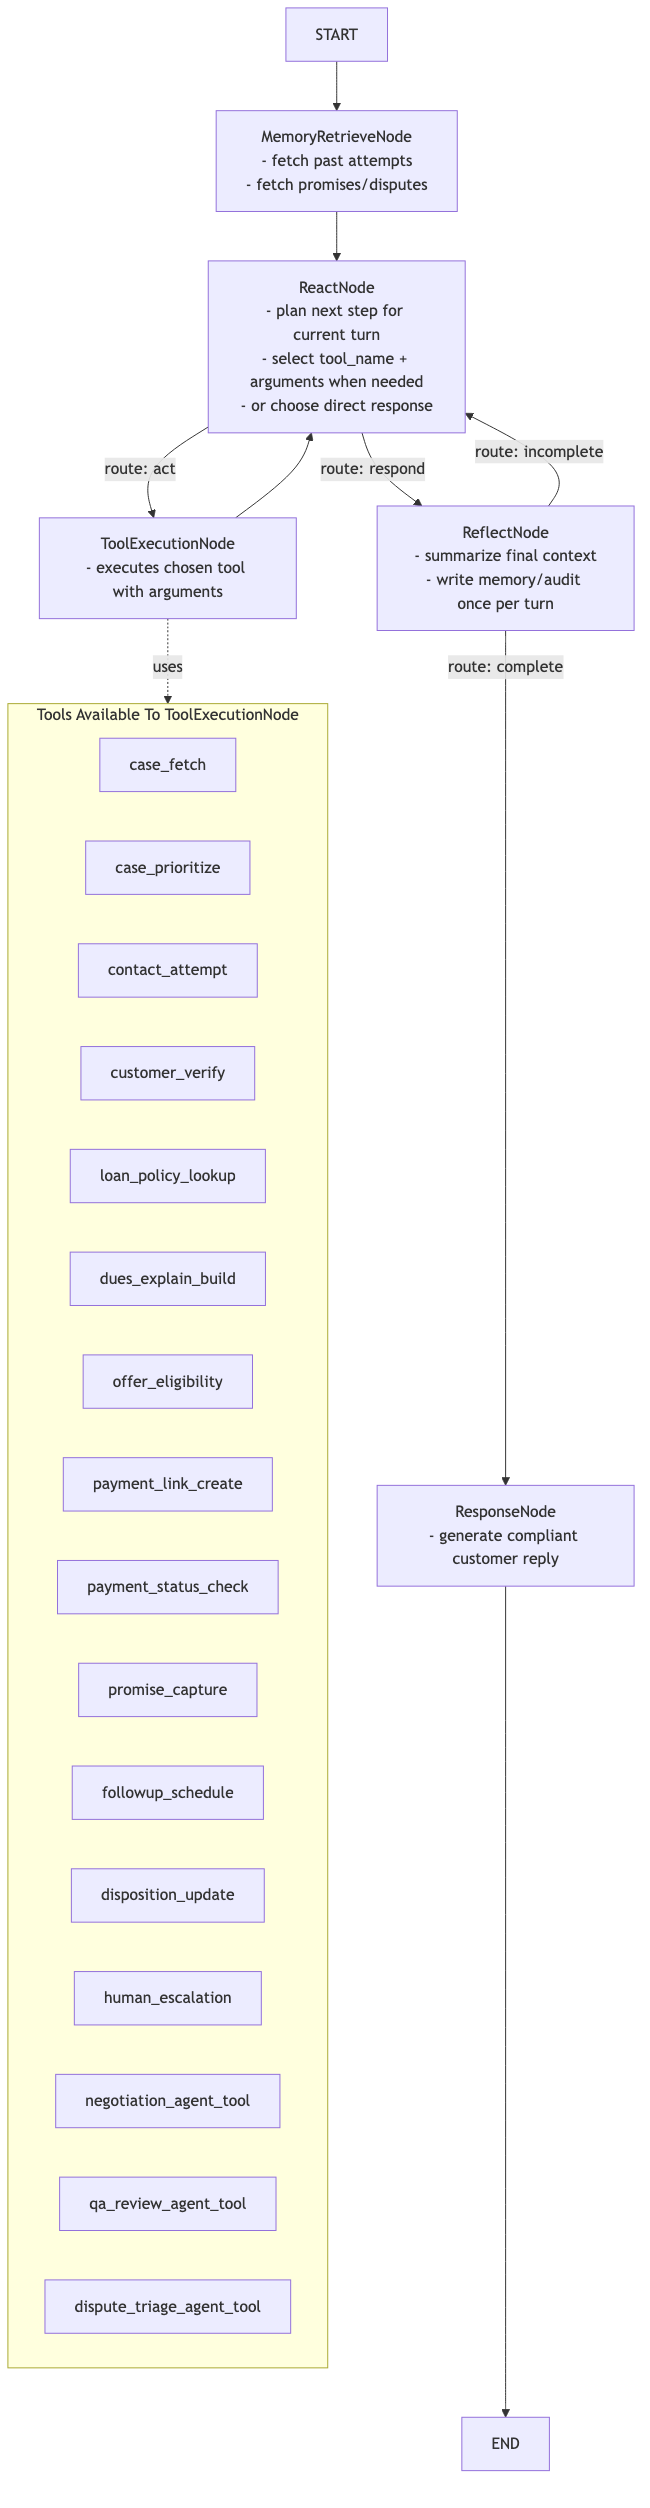 START
MemoryRetrieveNode
- fetch past attempts
- fetch promises/disputes
ReactNode
- plan next step for
current turn
- select tool_name +
arguments when needed
- or choose direct response
route: act
route: respond
route: incomplete
ToolExecutionNode
- executes chosen tool
with arguments
ReflectNode
- summarize final context
- write memory/audit
once per turn
uses
route: complete
Tools Available To ToolExecutionNode
case_fetch
case_prioritize
contact_attempt
customer_verify
loan_policy_lookup
dues_explain_build
offer_eligibility
payment_link_create
payment_status_check
promise_capture
followup_schedule
disposition_update
human_escalation
negotiation_agent_tool
qa_review_agent_tool
dispute_triage_agent_tool
ResponseNode
- generate compliant
customer reply
END